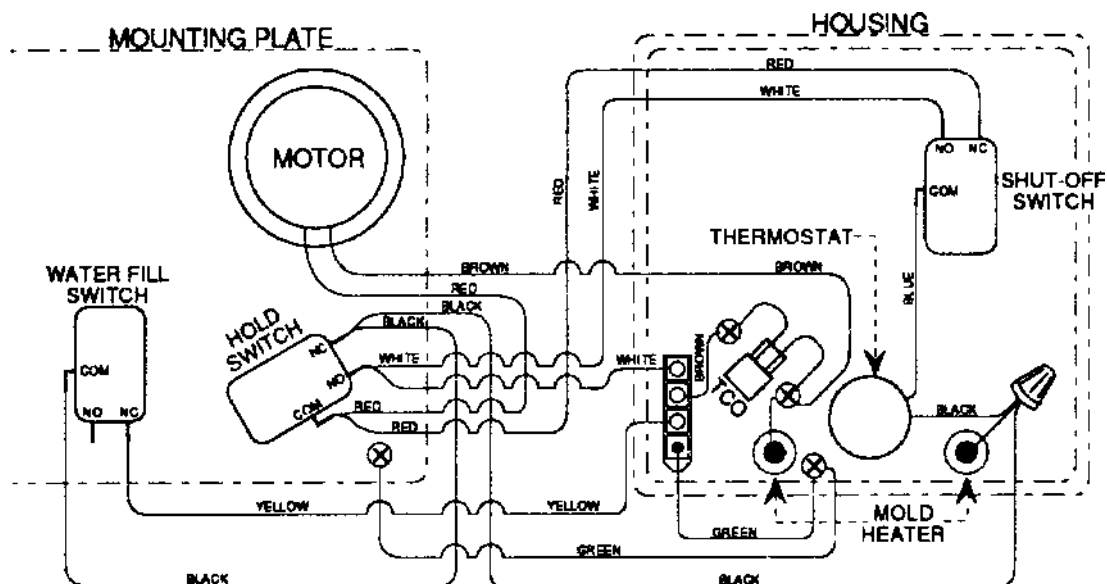 MOUNTING PLATE
HOUSING
RED
WHITE
MOTOR
NO NC
COM
SHUT-OFF
SWITCH
RED
WHITE
THERMOSTAT
BROWN
BROWN
BLUE
WATER FILL
SWITCH
RED
BLACK
HOLD
SWITCH
NC
BLACK
COM
WHITE
WHITE
BROWN
TCO
NO
NO NC
COM
RED
RED
BLACK
YELLOW
YELLOW
MOLD
HEATER
GREEN
GREEN
BLACK
BLACK